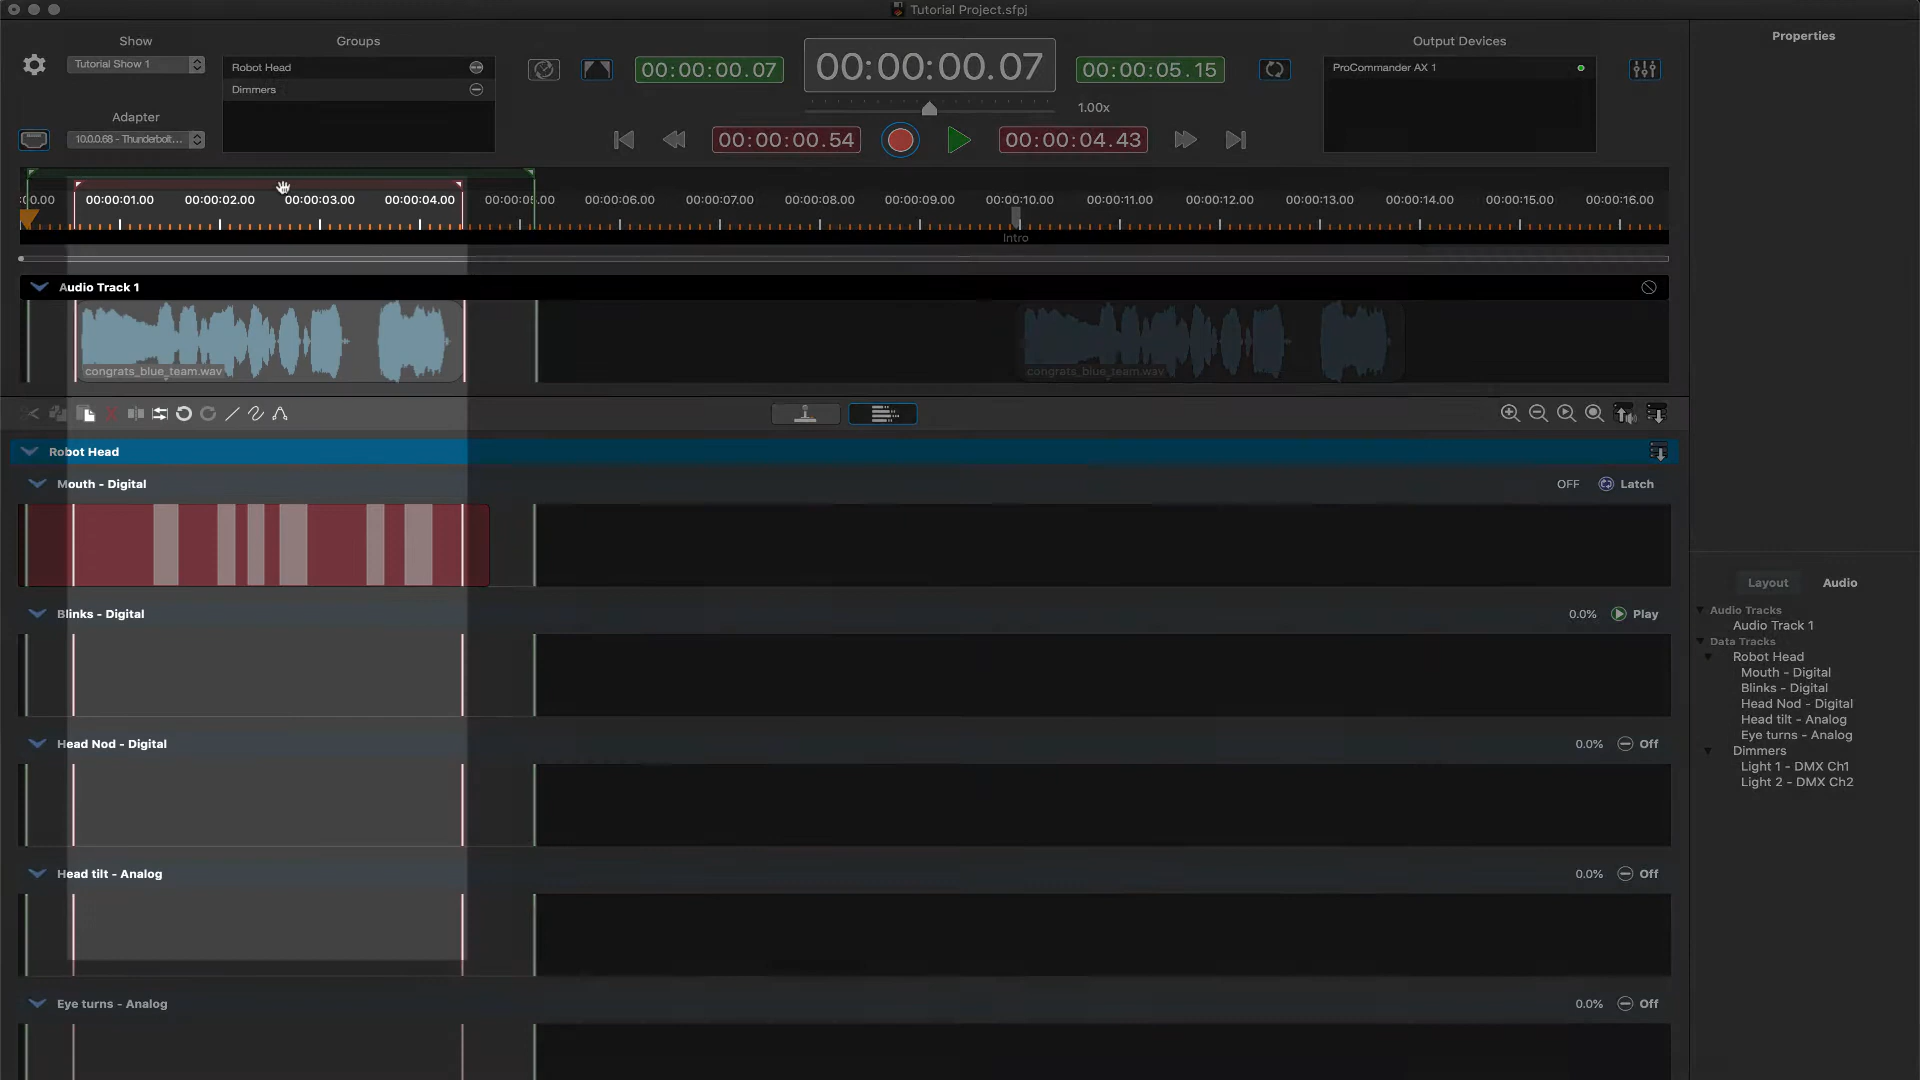 Tutorial Project.sfpj
Show
Groups
Output Devices
Properties
Tutorial Show 1
Robot Head
Dimmers
00:00:00.07
00:00:00.07
00:00:05.15
ProCommander AX 1
1.00x
Adapter
10.0.0.68 - Thunderbolt...
00:00:00.54
00:00:04.43
:00.00 00:00:01.00 00:00:02.00 00:00:03.00 00:00:04.00 00:00:05.00 00:00:06.00 00:00:07.00 00:00:08.00 00:00:09.00 00:00:10.00 00:00:11.00 00:00:12.00 00:00:13.00 00:00:14.00 00:00:15.00 00:00:16.00
Intro
Audio Track 1
congrats_blue_team.wav
congrats_blue_team.wav
Robot Head
Mouth - Digital
OFF
Latch
Blinks - Digital
0.0%
Play
Head Nod - Digital
0.0%
Off
Head tilt - Analog
0.0%
Off
Eye turns - Analog
0.0%
Off
Layout
Audio
Audio Tracks
Audio Track 1
Data Tracks
Robot Head
Mouth - Digital
Blinks - Digital
Head Nod - Digital
Head tilt - Analog
Eye turns - Analog
Dimmers
Light 1 - DMX Ch1
Light 2 - DMX Ch2